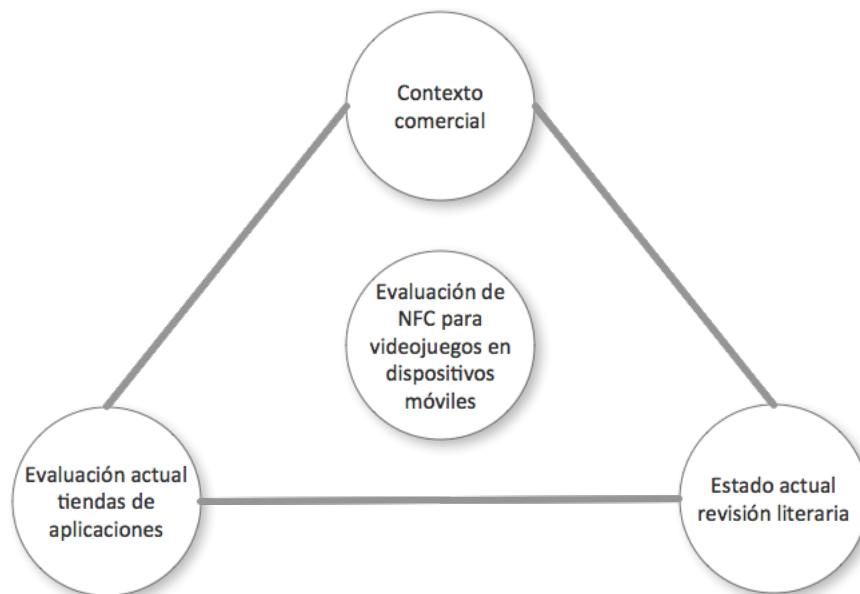 Contexto
comercial
Evaluación de
NFC para
videojuegos en
dispositivos
móviles
Evaluación actual
tiendas de
aplicaciones
Estado actual
revisión literaria